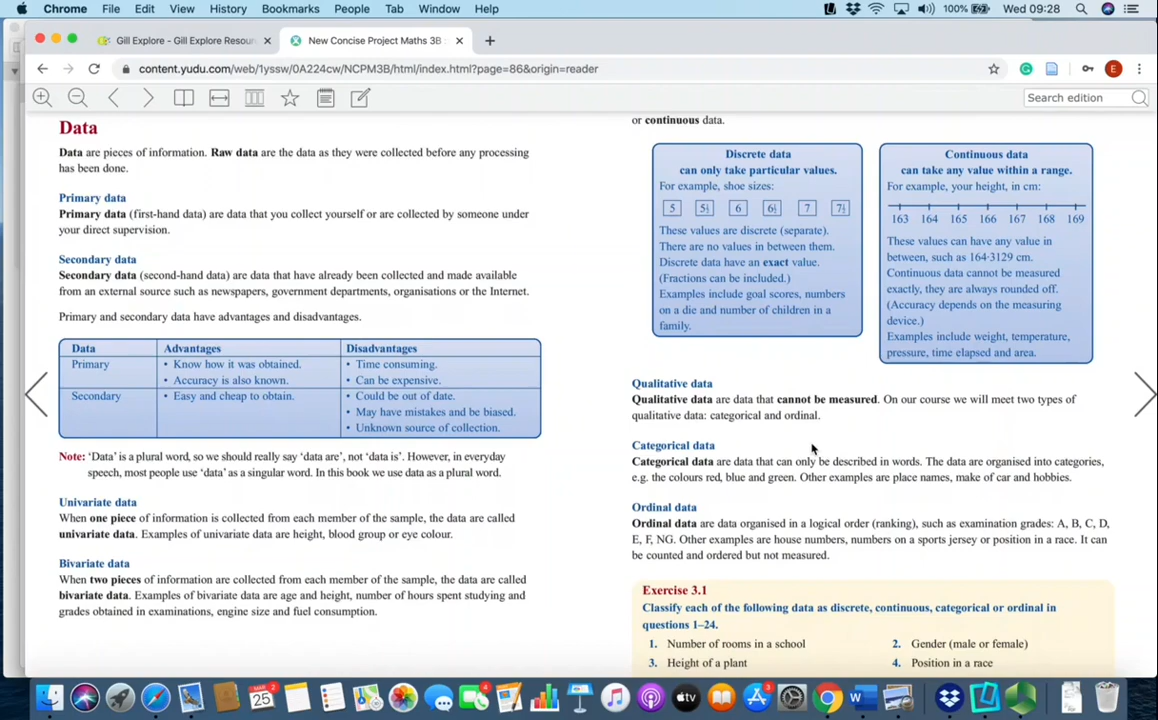 Chrome File Edit View History Bookmarks People Tab Window Help 100% Wed 09:28
Gill Explore - Gill Explore Resour
New Concise Project Maths 3B
content.yudu.com/web/1yssw/0A224cw/NCPM3B/html/index.html?page=86&origin=reader
E
Search edition
Data
Data are pieces of information. Raw data are the data as they were collected before any processing
has been done.
Primary data
Primary data (first-hand data) are data that you collect yourself or are collected by someone under
your direct supervision.
Secondary data
Secondary data (second-hand data) are data that have already been collected and made available
from an external source such as newspapers, government departments, organisations or the Internet.
Primary and secondary data have advantages and disadvantages.
Data Advantages Disadvantages
Primary • Know how it was obtained. • Time consuming.
• Accuracy is also known. • Can be expensive.
Secondary • Easy and cheap to obtain. • Could be out of date.
• May have mistakes and be biased.
• Unknown source of collection.
Note: ‘Data’ is a plural word, so we should really say ‘data are’, not ‘data is’. However, in everyday
speech, most people use ‘data’ as a singular word. In this book we use data as a plural word.
Univariate data
When one piece of information is collected from each member of the sample, the data are called
univariate data. Examples of univariate data are height, blood group or eye colour.
Bivariate data
When two pieces of information are collected from each member of the sample, the data are called
bivariate data. Examples of bivariate data are age and height, number of hours spent studying and
grades obtained in examinations, engine size and fuel consumption.
or continuous data.
Discrete data
can only take particular values.
For example, shoe sizes:
5 5½ 6 6½ 7 7½
These values are discrete (separate).
There are no values in between them.
Discrete data have an exact value.
(Fractions can be included.)
Examples include goal scores, numbers
on a die and number of children in a
family.
Continuous data
can take any value within a range.
For example, your height, in cm:
163 164 165 166 167 168 169
These values can have any value in
between, such as 164·3129 cm.
Continuous data cannot be measured
exactly, they are always rounded off.
(Accuracy depends on the measuring
device.)
Examples include weight, temperature,
pressure, time elapsed and area.
Qualitative data
Qualitative data are data that cannot be measured. On our course we will meet two types of
qualitative data: categorical and ordinal.
Categorical data
Categorical data are data that can only be described in words. The data are organised into categories,
e.g. the colours red, blue and green. Other examples are place names, make of car and hobbies.
Ordinal data
Ordinal data are data organised in a logical order (ranking), such as examination grades: A, B, C, D,
E, F, NG. Other examples are house numbers, numbers on a sports jersey or position in a race. It can
be counted and ordered but not measured.
Exercise 3.1
Classify each of the following data as discrete, continuous, categorical or ordinal in
questions 1–24.
1. Number of rooms in a school 2. Gender (male or female)
3. Height of a plant 4. Position in a race
25
tv
W